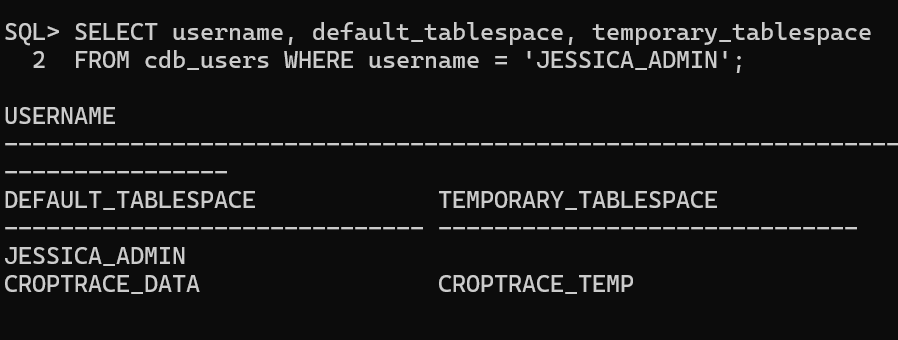 SQL> SELECT username, default_tablespace, temporary_tablespace
  2  FROM cdb_users WHERE username = 'JESSICA_ADMIN';

USERNAME
----------------------------------------------------------------
----------------
DEFAULT_TABLESPACE             TEMPORARY_TABLESPACE
------------------------------ ------------------------------
JESSICA_ADMIN
CROPTRACE_DATA                 CROPTRACE_TEMP